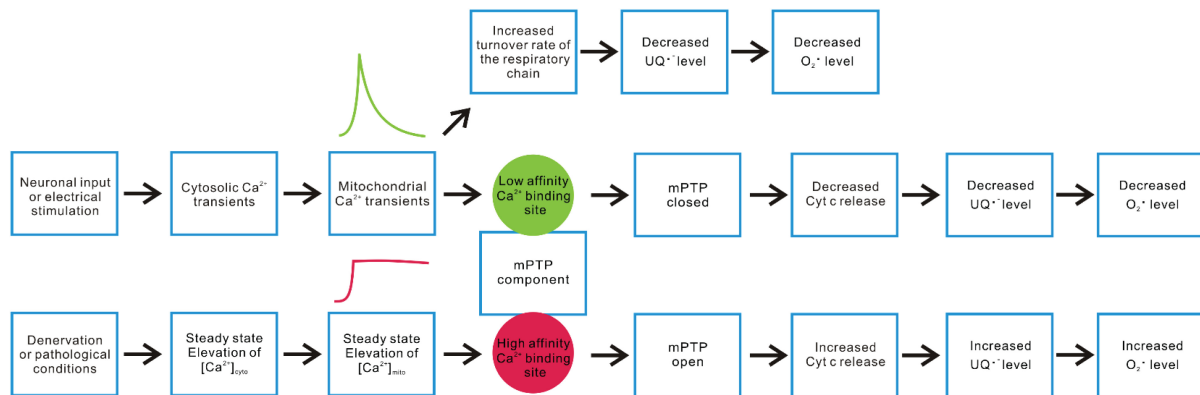 Increased
turnover rate of
the respiratory
chain
Decreased
UQ•⁻ level
Decreased
O₂•⁻ level
Neuronal input
or electrical
stimulation
Cytosolic Ca²⁺
transients
Mitochondrial
Ca²⁺ transients
Low affinity
Ca²⁺ binding
site
mPTP
closed
Decreased
Cyt c release
Decreased
UQ•⁻ level
Decreased
O₂•⁻ level
mPTP
component
Denervation
or pathological
conditions
Steady state
Elevation of
[Ca²⁺]cyto
Steady state
Elevation of
[Ca²⁺]mito
High affinity
Ca²⁺ binding
site
mPTP
open
Increased
Cyt c release
Increased
UQ•⁻ level
Increased
O₂•⁻ level